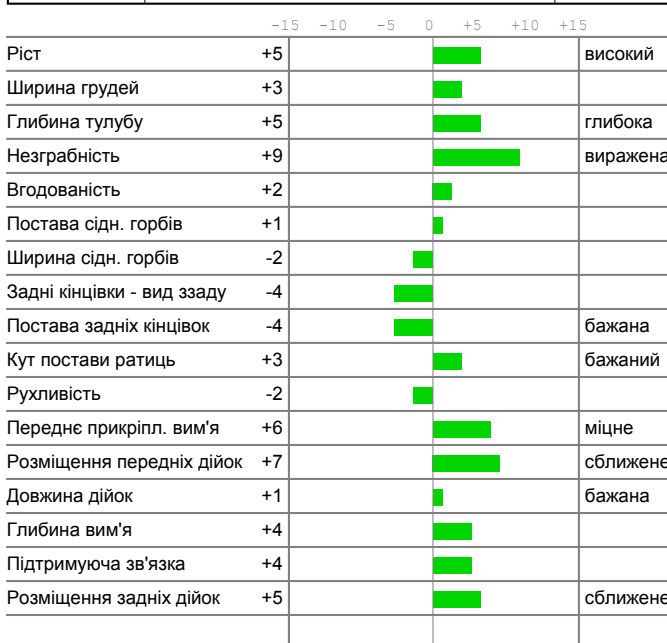 -15 -10 -5 0 +5 +10 +15
Ріст +5 високий
Ширина грудей +3
Глибина тулубу +5 глибока
Незграбність +9 виражена
Вгодованість +2
Постава сідн. горбів +1
Ширина сідн. горбів -2
Задні кінцівки - вид ззаду -4
Постава задніх кінцівок -4 бажана
Кут постави ратиць +3 бажаний
Рухливість -2
Переднє прикріпл. вим'я +6 міцне
Розміщення передніх дійок +7 сближене
Довжина дійок +1 бажана
Глибина вим'я +4
Підтримуюча зв'язка +4
Розміщення задніх дійок +5 сближене